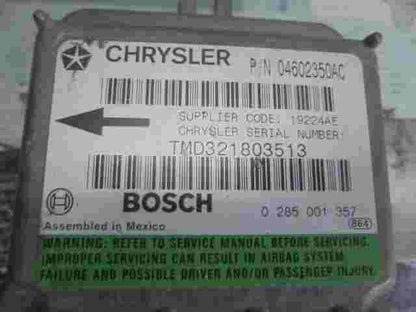 CHRYSLER P/N 04602350AC
SUPPLIER CODE: 19224AE
CHRYSLER SERIAL NUMBER:
TMD321803513
BOSCH 0 285 001 357
Assembled in Mexico 864
WARNING: REFER TO SERVICE MANUAL BEFORE SERVICING.
IMPROPER SERVICING CAN RESULT IN AIRBAG SYSTEM
FAILURE AND POSSIBLE DRIVER AND/OR PASSENGER INJURY.